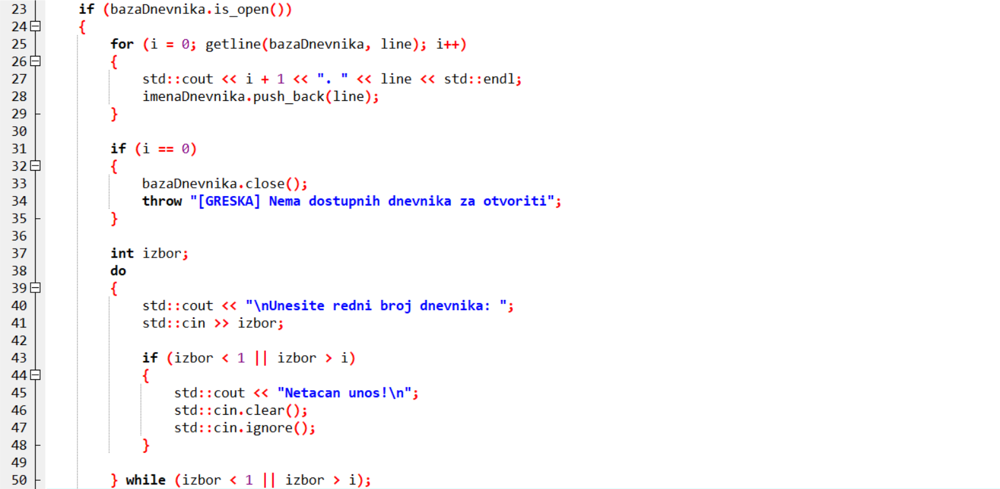 23 if (bazaDnevnika.is_open())
24 {
25 for (i = 0; getline(bazaDnevnika, line); i++)
26 {
27 std::cout << i + 1 << ". " << line << std::endl;
28 imenaDnevnika.push_back(line);
29 }
30
31 if (i == 0)
32 {
33 bazaDnevnika.close();
34 throw "[GRESKA] Nema dostupnih dnevnika za otvoriti";
35 }
36
37 int izbor;
38 do
39 {
40 std::cout << "\nUnesite redni broj dnevnika: ";
41 std::cin >> izbor;
42
43 if (izbor < 1 || izbor > i)
44 {
45 std::cout << "Netacan unos!\n";
46 std::cin.clear();
47 std::cin.ignore();
48 }
49
50 } while (izbor < 1 || izbor > i);